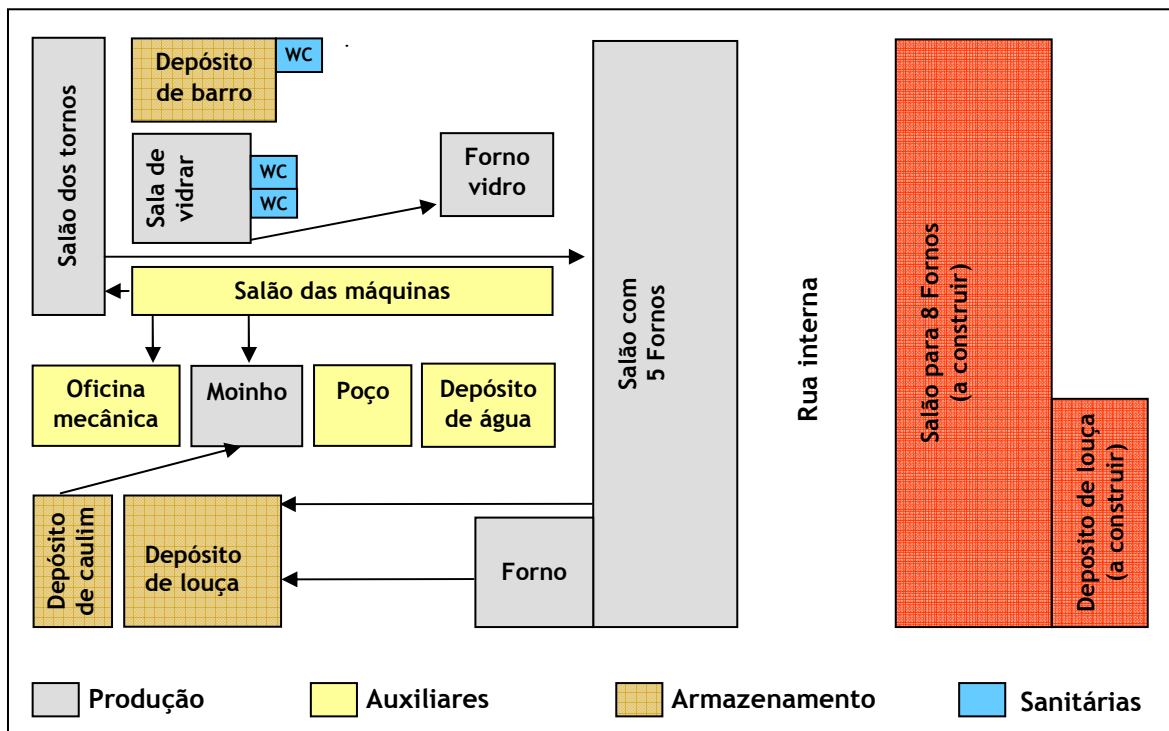 Salão dos tornos
Depósito
de barro
WC
Sala de
vidrar
WC
WC
Forno
vidro
Salão das máquinas
Oficina
mecânica
Moinho
Poço
Depósito
de água
Depósito
de caulim
Depósito
de louça
Forno
Salão com
5 Fornos
Rua interna
Salão para 8 Fornos
(a construir)
Deposito de louça
(a construir)
Produção
Auxiliares
Armazenamento
Sanitárias